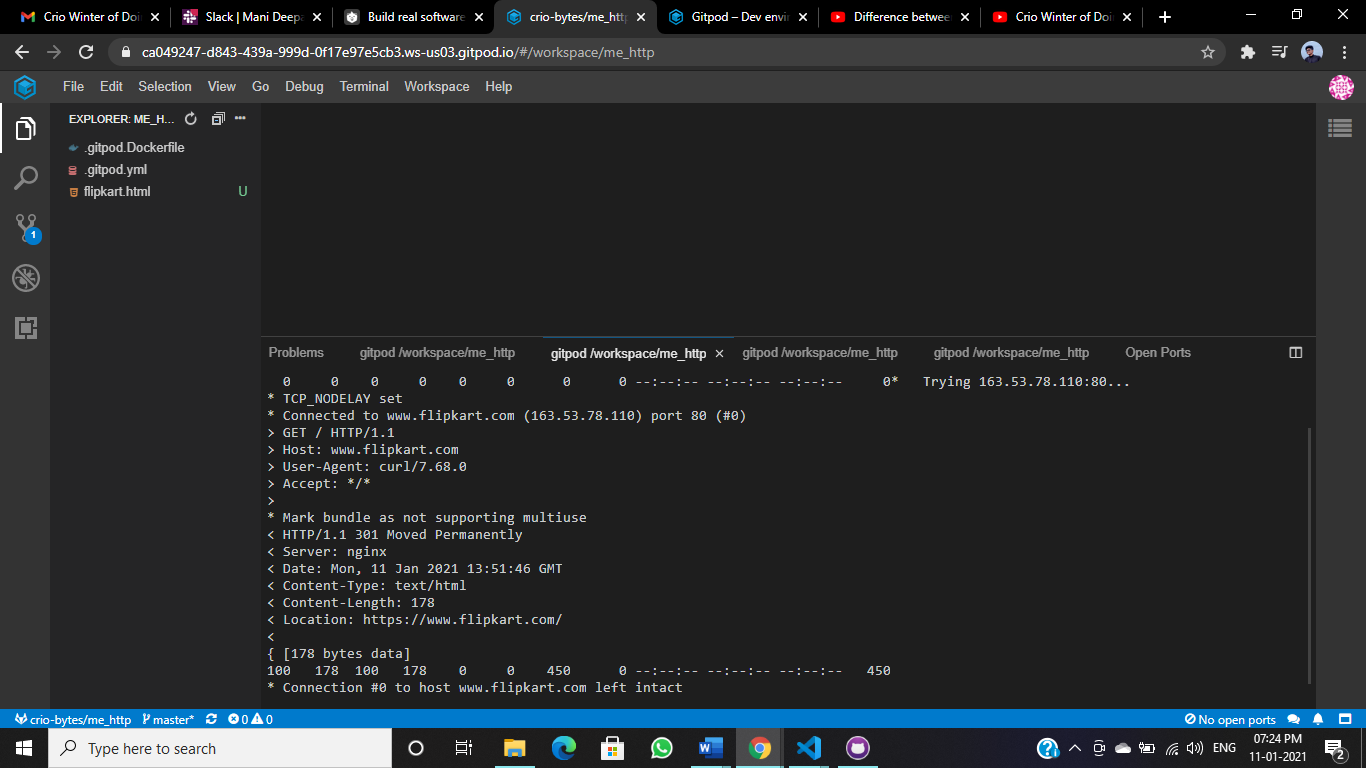 Crio Winter of Doi
Slack | Mani Deepa
Build real software
crio-bytes/me_http
Gitpod – Dev envir
Difference between
Crio Winter of Doi
ca049247-d843-439a-999d-0f17e97e5cb3.ws-us03.gitpod.io/#/workspace/me_http
File Edit Selection View Go Debug Terminal Workspace Help
EXPLORER: ME_H...
.gitpod.Dockerfile
.gitpod.yml
flipkart.html U
1
Problems gitpod /workspace/me_http gitpod /workspace/me_http gitpod /workspace/me_http gitpod /workspace/me_http Open Ports
0 0 0 0 0 0 0 0 --:--:-- --:--:-- --:--:-- 0* Trying 163.53.78.110:80...
* TCP_NODELAY set
* Connected to www.flipkart.com (163.53.78.110) port 80 (#0)
> GET / HTTP/1.1
> Host: www.flipkart.com
> User-Agent: curl/7.68.0
> Accept: */*
>
* Mark bundle as not supporting multiuse
< HTTP/1.1 301 Moved Permanently
< Server: nginx
< Date: Mon, 11 Jan 2021 13:51:46 GMT
< Content-Type: text/html
< Content-Length: 178
< Location: https://www.flipkart.com/
<
{ [178 bytes data]
100 178 100 178 0 0 450 0 --:--:-- --:--:-- --:--:-- 450
* Connection #0 to host www.flipkart.com left intact
crio-bytes/me_http master* 0 0 No open ports
Type here to search
ENG
07:24 PM
11-01-2021
2